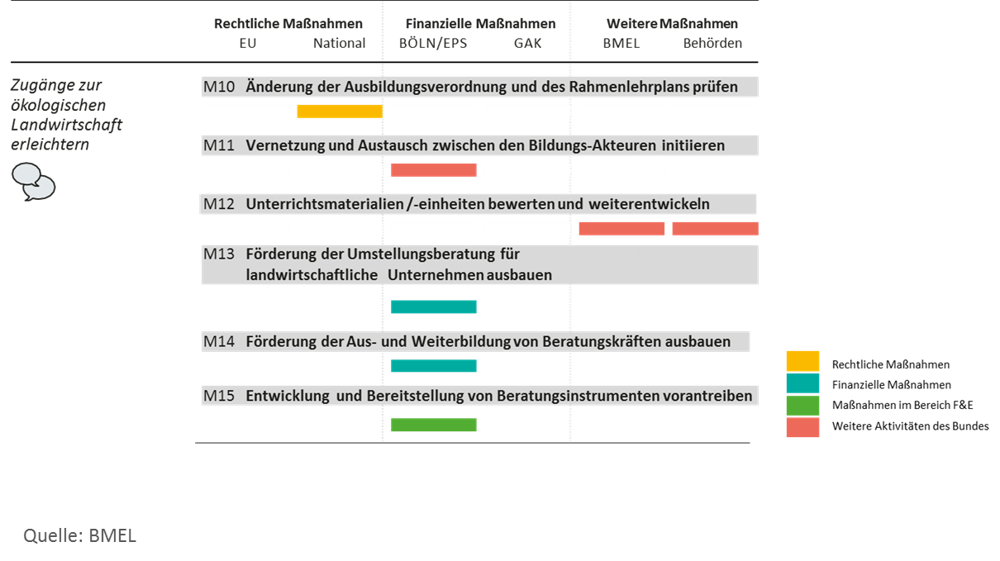 Rechtliche Maßnahmen Finanzielle Maßnahmen Weitere Maßnahmen
EU National BÖLN/EPS GAK BMEL Behörden
Zugänge zur
ökologischen
Landwirtschaft
erleichtern
M10 Änderung der Ausbildungsverordnung und des Rahmenlehrplans prüfen
M11 Vernetzung und Austausch zwischen den Bildungs-Akteuren initiieren
M12 Unterrichtsmaterialien /-einheiten bewerten und weiterentwickeln
M13 Förderung der Umstellungsberatung für
landwirtschaftliche Unternehmen ausbauen
M14 Förderung der Aus- und Weiterbildung von Beratungskräften ausbauen
M15 Entwicklung und Bereitstellung von Beratungsinstrumenten vorantreiben
Rechtliche Maßnahmen
Finanzielle Maßnahmen
Maßnahmen im Bereich F&E
Weitere Aktivitäten des Bundes
Quelle: BMEL